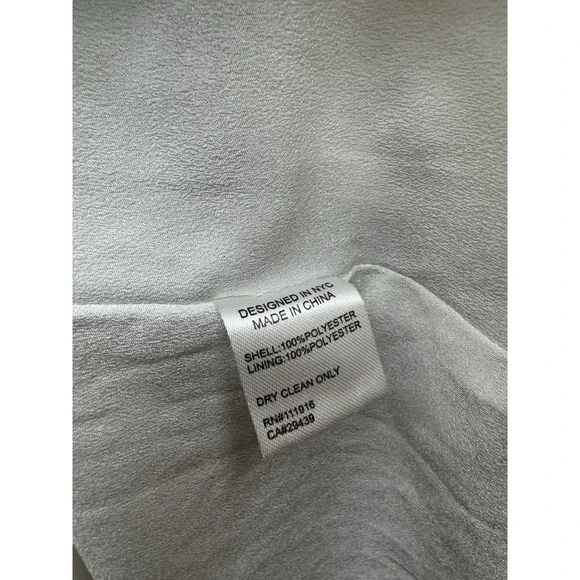 DESIGNED IN NYC
MADE IN CHINA
SHELL:100%POLYESTER
LINING:100%POLYESTER
DRY CLEAN ONLY
RN#111916
CA#29439